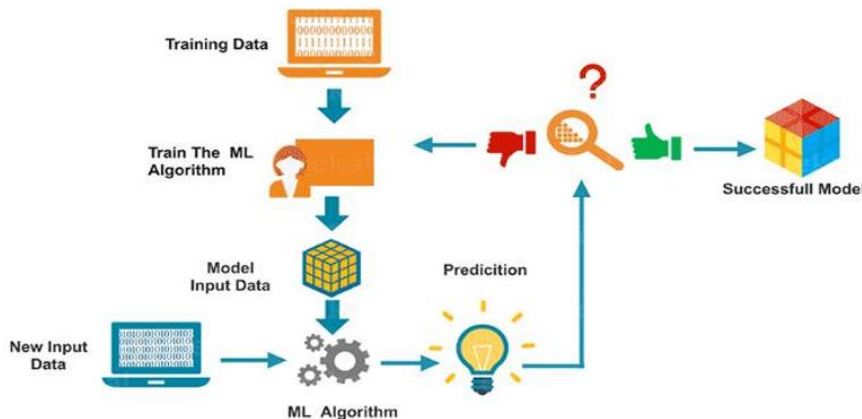 Training Data
Train The ML
Algorithm
?
Successfull Model
Model
Input Data
Predicition
New Input
Data
ML Algorithm